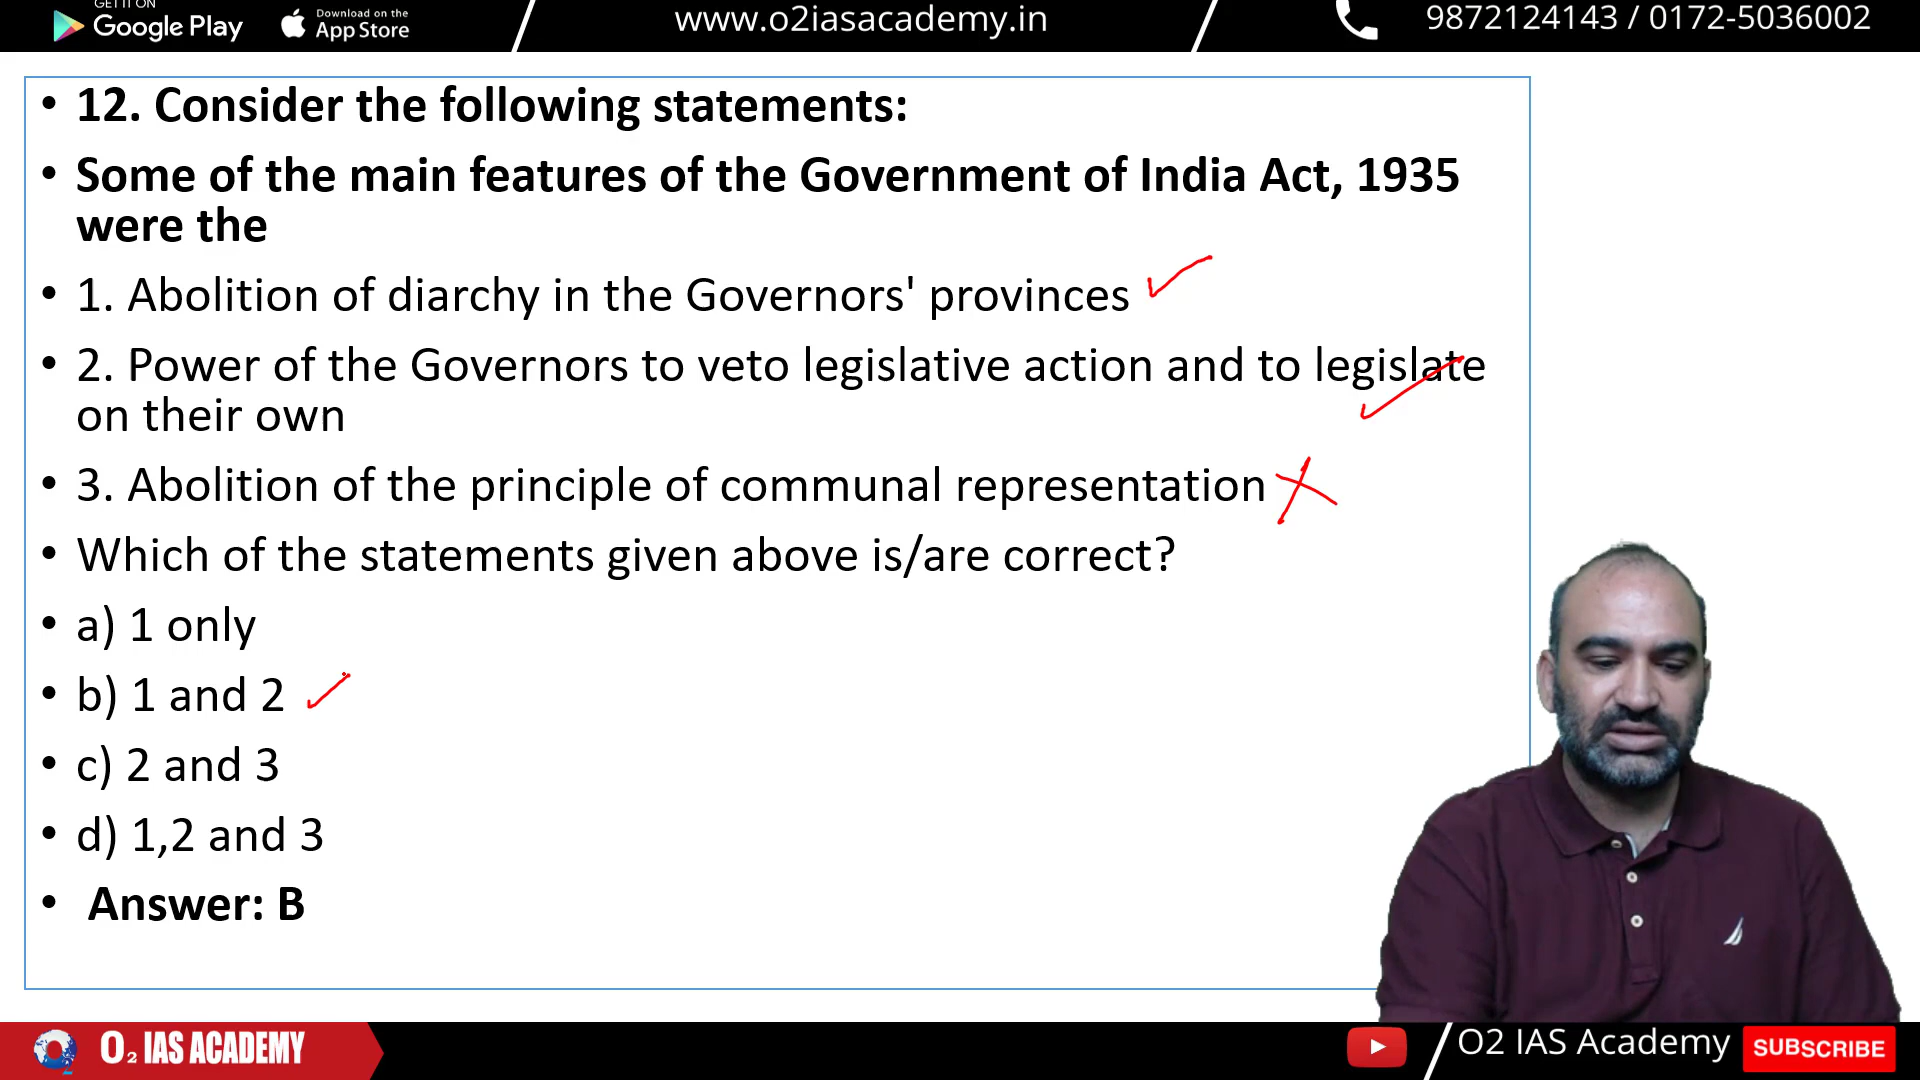 GET IT ON
Google Play
Download on the
App Store
www.o2iasacademy.in
9872124143 / 0172-5036002
• 12. Consider the following statements:
• Some of the main features of the Government of India Act, 1935
were the
• 1. Abolition of diarchy in the Governors' provinces
• 2. Power of the Governors to veto legislative action and to legislate
on their own
• 3. Abolition of the principle of communal representation
• Which of the statements given above is/are correct?
• a) 1 only
• b) 1 and 2
• c) 2 and 3
• d) 1,2 and 3
• Answer: B
O2 IAS ACADEMY
O2 IAS Academy
SUBSCRIBE